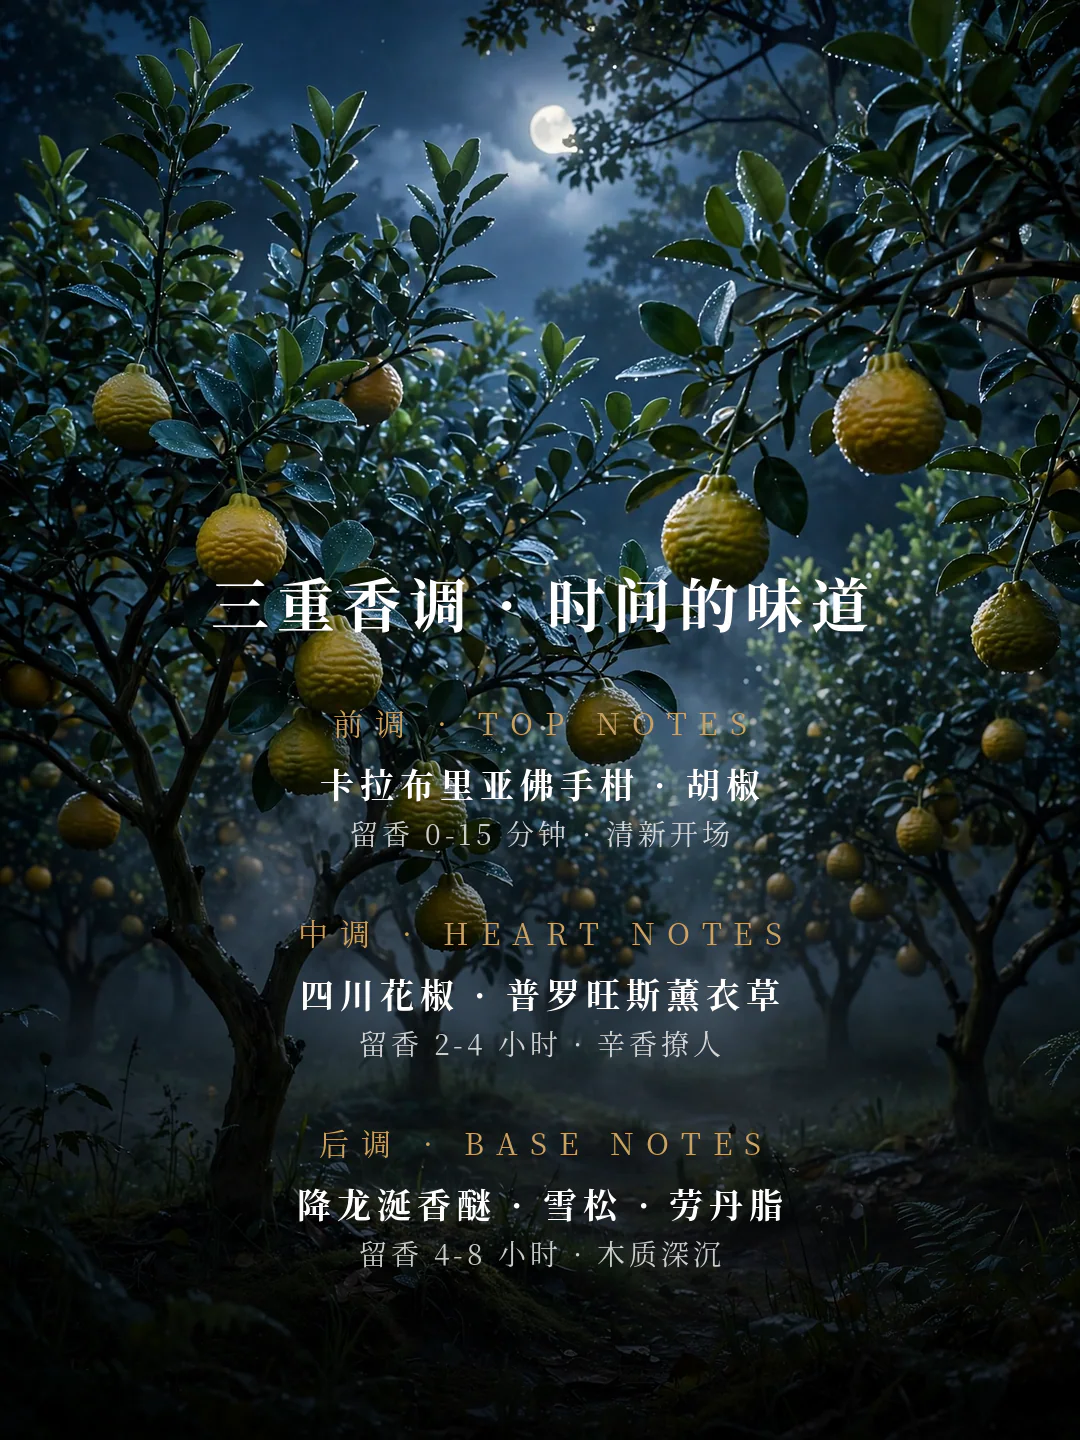 三重香调 · 时间的味道
前调 · TOP NOTES
卡拉布里亚佛手柑 · 胡椒
留香 0-15 分钟 · 清新开场
中调 · HEART NOTES
四川花椒 · 普罗旺斯薰衣草
留香 2-4 小时 · 辛香撩人
后调 · BASE NOTES
降龙涎香醚 · 雪松 · 劳丹脂
留香 4-8 小时 · 木质深沉